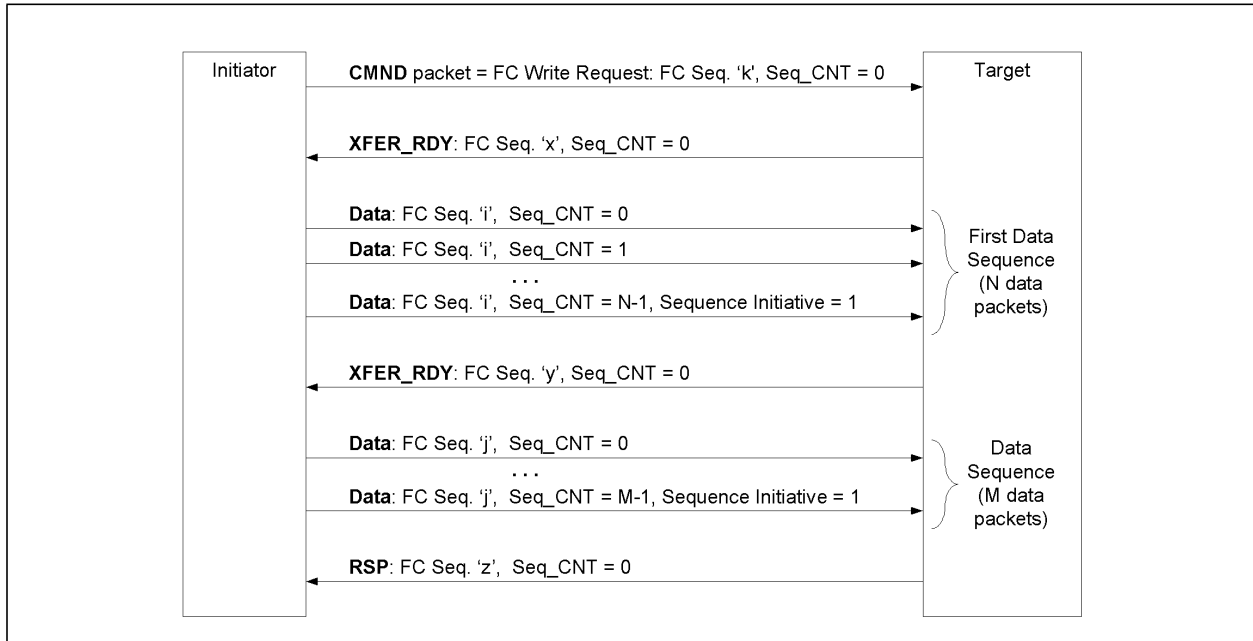 Initiator
Target
CMND packet = FC Write Request: FC Seq. ‘k', Seq_CNT = 0
XFER_RDY: FC Seq. ‘x’, Seq_CNT = 0
Data: FC Seq. ‘i’, Seq_CNT = 0
Data: FC Seq. ‘i’, Seq_CNT = 1
...
Data: FC Seq. ‘i’, Seq_CNT = N-1, Sequence Initiative = 1
First Data
Sequence
(N data
packets)
XFER_RDY: FC Seq. ‘y’, Seq_CNT = 0
Data: FC Seq. ‘j’, Seq_CNT = 0
...
Data: FC Seq. ‘j’, Seq_CNT = M-1, Sequence Initiative = 1
Data
Sequence
(M data
packets)
RSP: FC Seq. ‘z’, Seq_CNT = 0